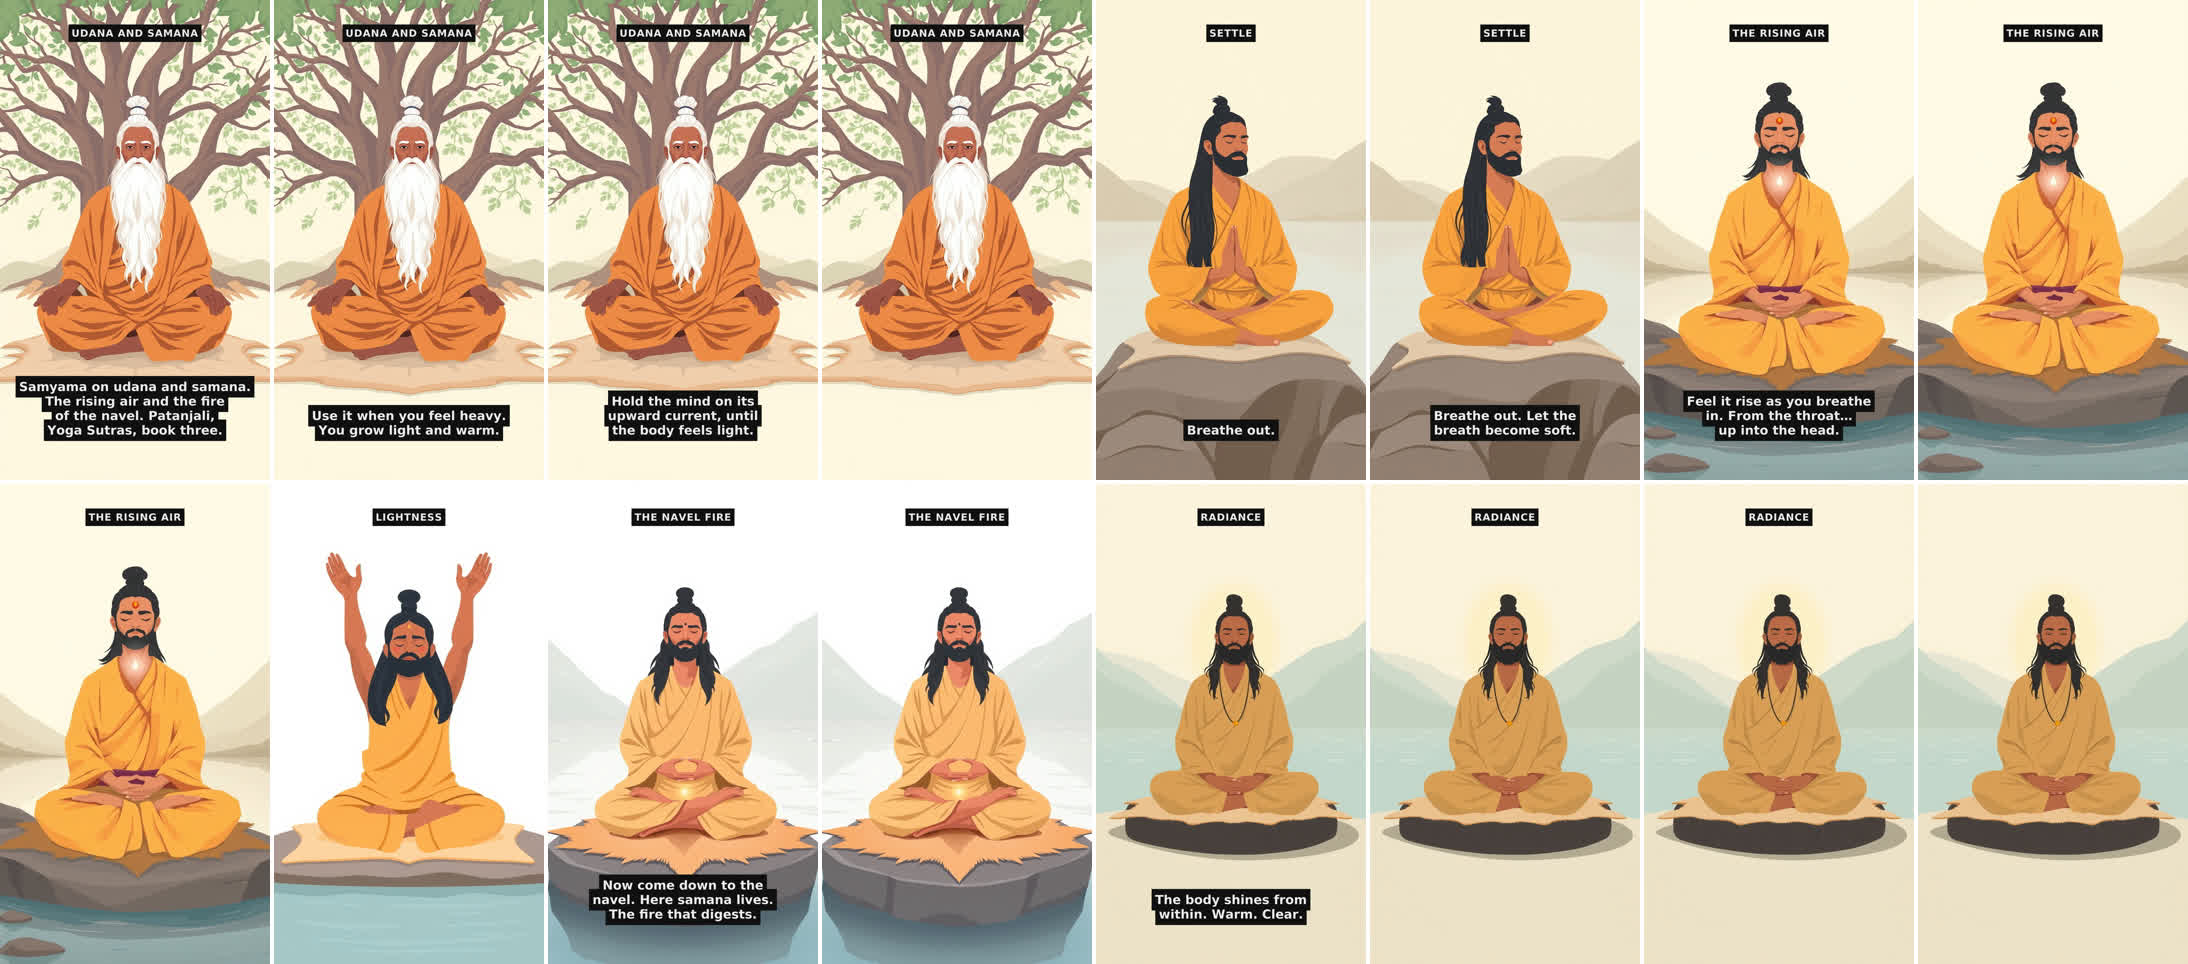 UDANA AND SAMANA
Samyama on udana and samana.
The rising air and the fire
of the navel. Patanjali,
Yoga Sutras, book three.
UDANA AND SAMANA
Use it when you feel heavy.
You grow light and warm.
UDANA AND SAMANA
Hold the mind on its
upward current, until
the body feels light.
UDANA AND SAMANA
SETTLE
Breathe out.
SETTLE
Breathe out. Let the
breath become soft.
THE RISING AIR
Feel it rise as you breathe
in. From the throat...
up into the head.
THE RISING AIR
THE RISING AIR
LIGHTNESS
THE NAVEL FIRE
Now come down to the
navel. Here samana lives.
The fire that digests.
THE NAVEL FIRE
RADIANCE
The body shines from
within. Warm. Clear.
RADIANCE
RADIANCE